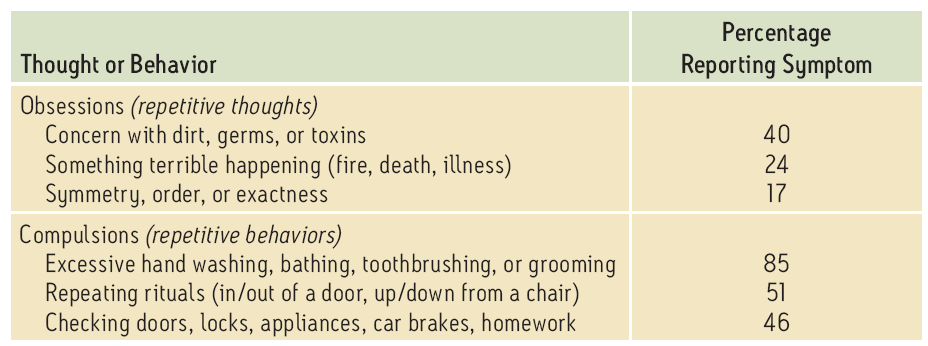 Thought or Behavior
Percentage
Reporting Symptom
Obsessions (repetitive thoughts)
Concern with dirt, germs, or toxins 40
Something terrible happening (fire, death, illness) 24
Symmetry, order, or exactness 17
Compulsions (repetitive behaviors)
Excessive hand washing, bathing, toothbrushing, or grooming 85
Repeating rituals (in/out of a door, up/down from a chair) 51
Checking doors, locks, appliances, car brakes, homework 46